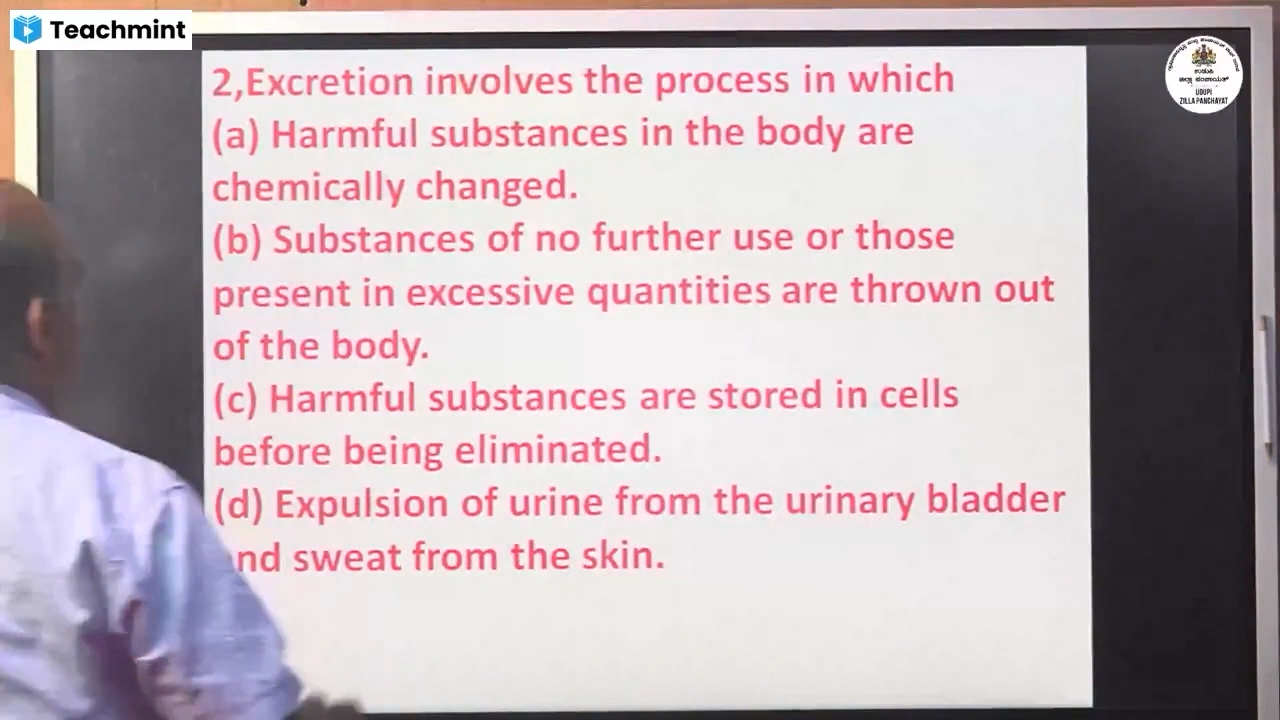 Teachmint
2,Excretion involves the process in which
(a) Harmful substances in the body are
chemically changed.
(b) Substances of no further use or those
present in excessive quantities are thrown out
of the body.
(c) Harmful substances are stored in cells
before being eliminated.
(d) Expulsion of urine from the urinary bladder
nd sweat from the skin.
ಉಡುಪಿ
ಜಿಲ್ಲಾ ಪಂಚಾಯತ್
UDUPI
ZILLA PANCHAYAT